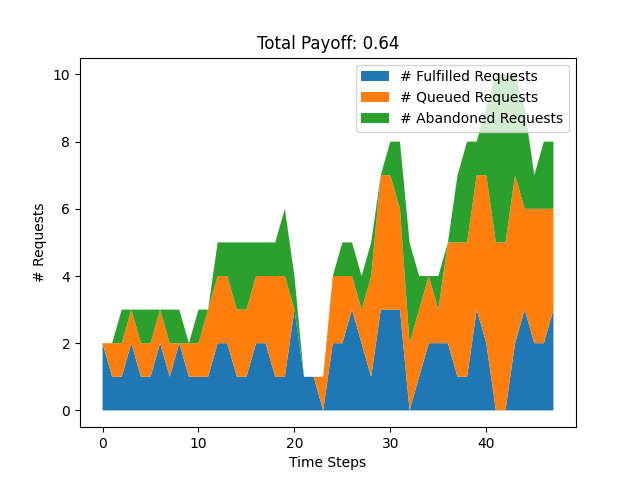 Total Payoff: 0.64
# Fulfilled Requests
# Queued Requests
# Abandoned Requests
10
8
6
4
2
0
# Requests
0 10 20 30 40
Time Steps